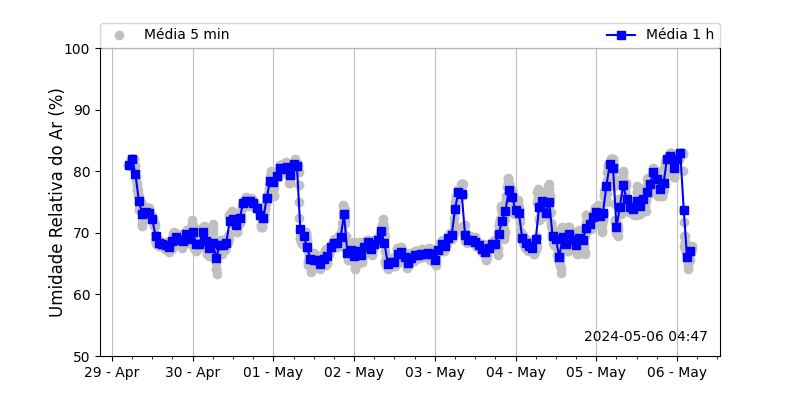 Média 5 min
Média 1 h
Umidade Relativa do Ar (%)
100
90
80
70
60
50
2024-05-06 04:47
29 - Apr
30 - Apr
01 - May
02 - May
03 - May
04 - May
05 - May
06 - May